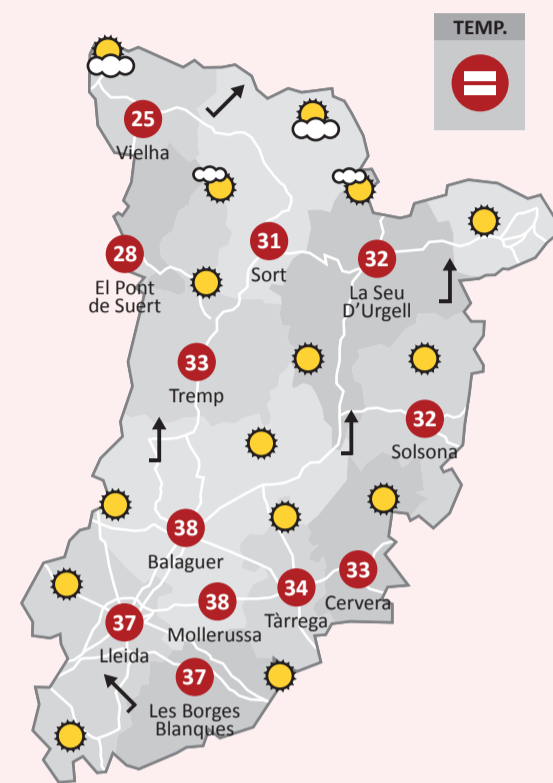 TEMP.
=
25
Vielha
28
El Pont
de Suert
31
Sort
32
La Seu
D'Urgell
33
Tremp
32
Solsona
38
Balaguer
34
Tàrrega
33
Cervera
38
Mollerussa
37
Lleida
37
Les Borges
Blanques